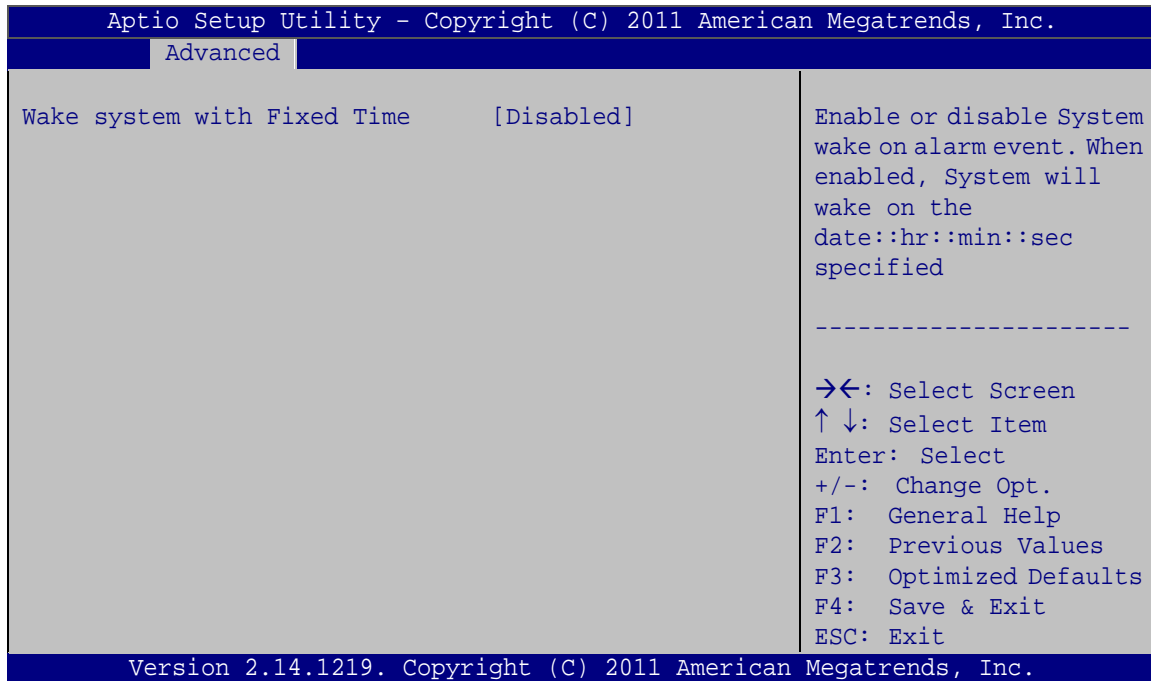 Aptio Setup Utility – Copyright (C) 2011 American Megatrends, Inc.
Advanced
Wake system with Fixed Time [Disabled]
Enable or disable System
wake on alarm event. When
enabled, System will
wake on the
date::hr::min::sec
specified
----------------------
→←: Select Screen
↑ ↓: Select Item
Enter: Select
+/-: Change Opt.
F1: General Help
F2: Previous Values
F3: Optimized Defaults
F4: Save & Exit
ESC: Exit
Version 2.14.1219. Copyright (C) 2011 American Megatrends, Inc.